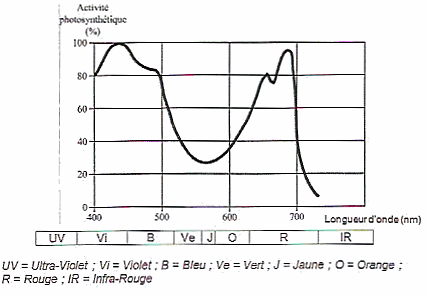 Activité
photosynthétique
(%)
100
80
60
40
20
0
400
500
600
700
Longueur d'onde (nm)
UV Vi B Ve J O R IR
UV = Ultra-Violet ; Vi = Violet ; B = Bleu ; Ve = Vert ; J = Jaune ; O = Orange ;
R = Rouge ; IR = Infra-Rouge